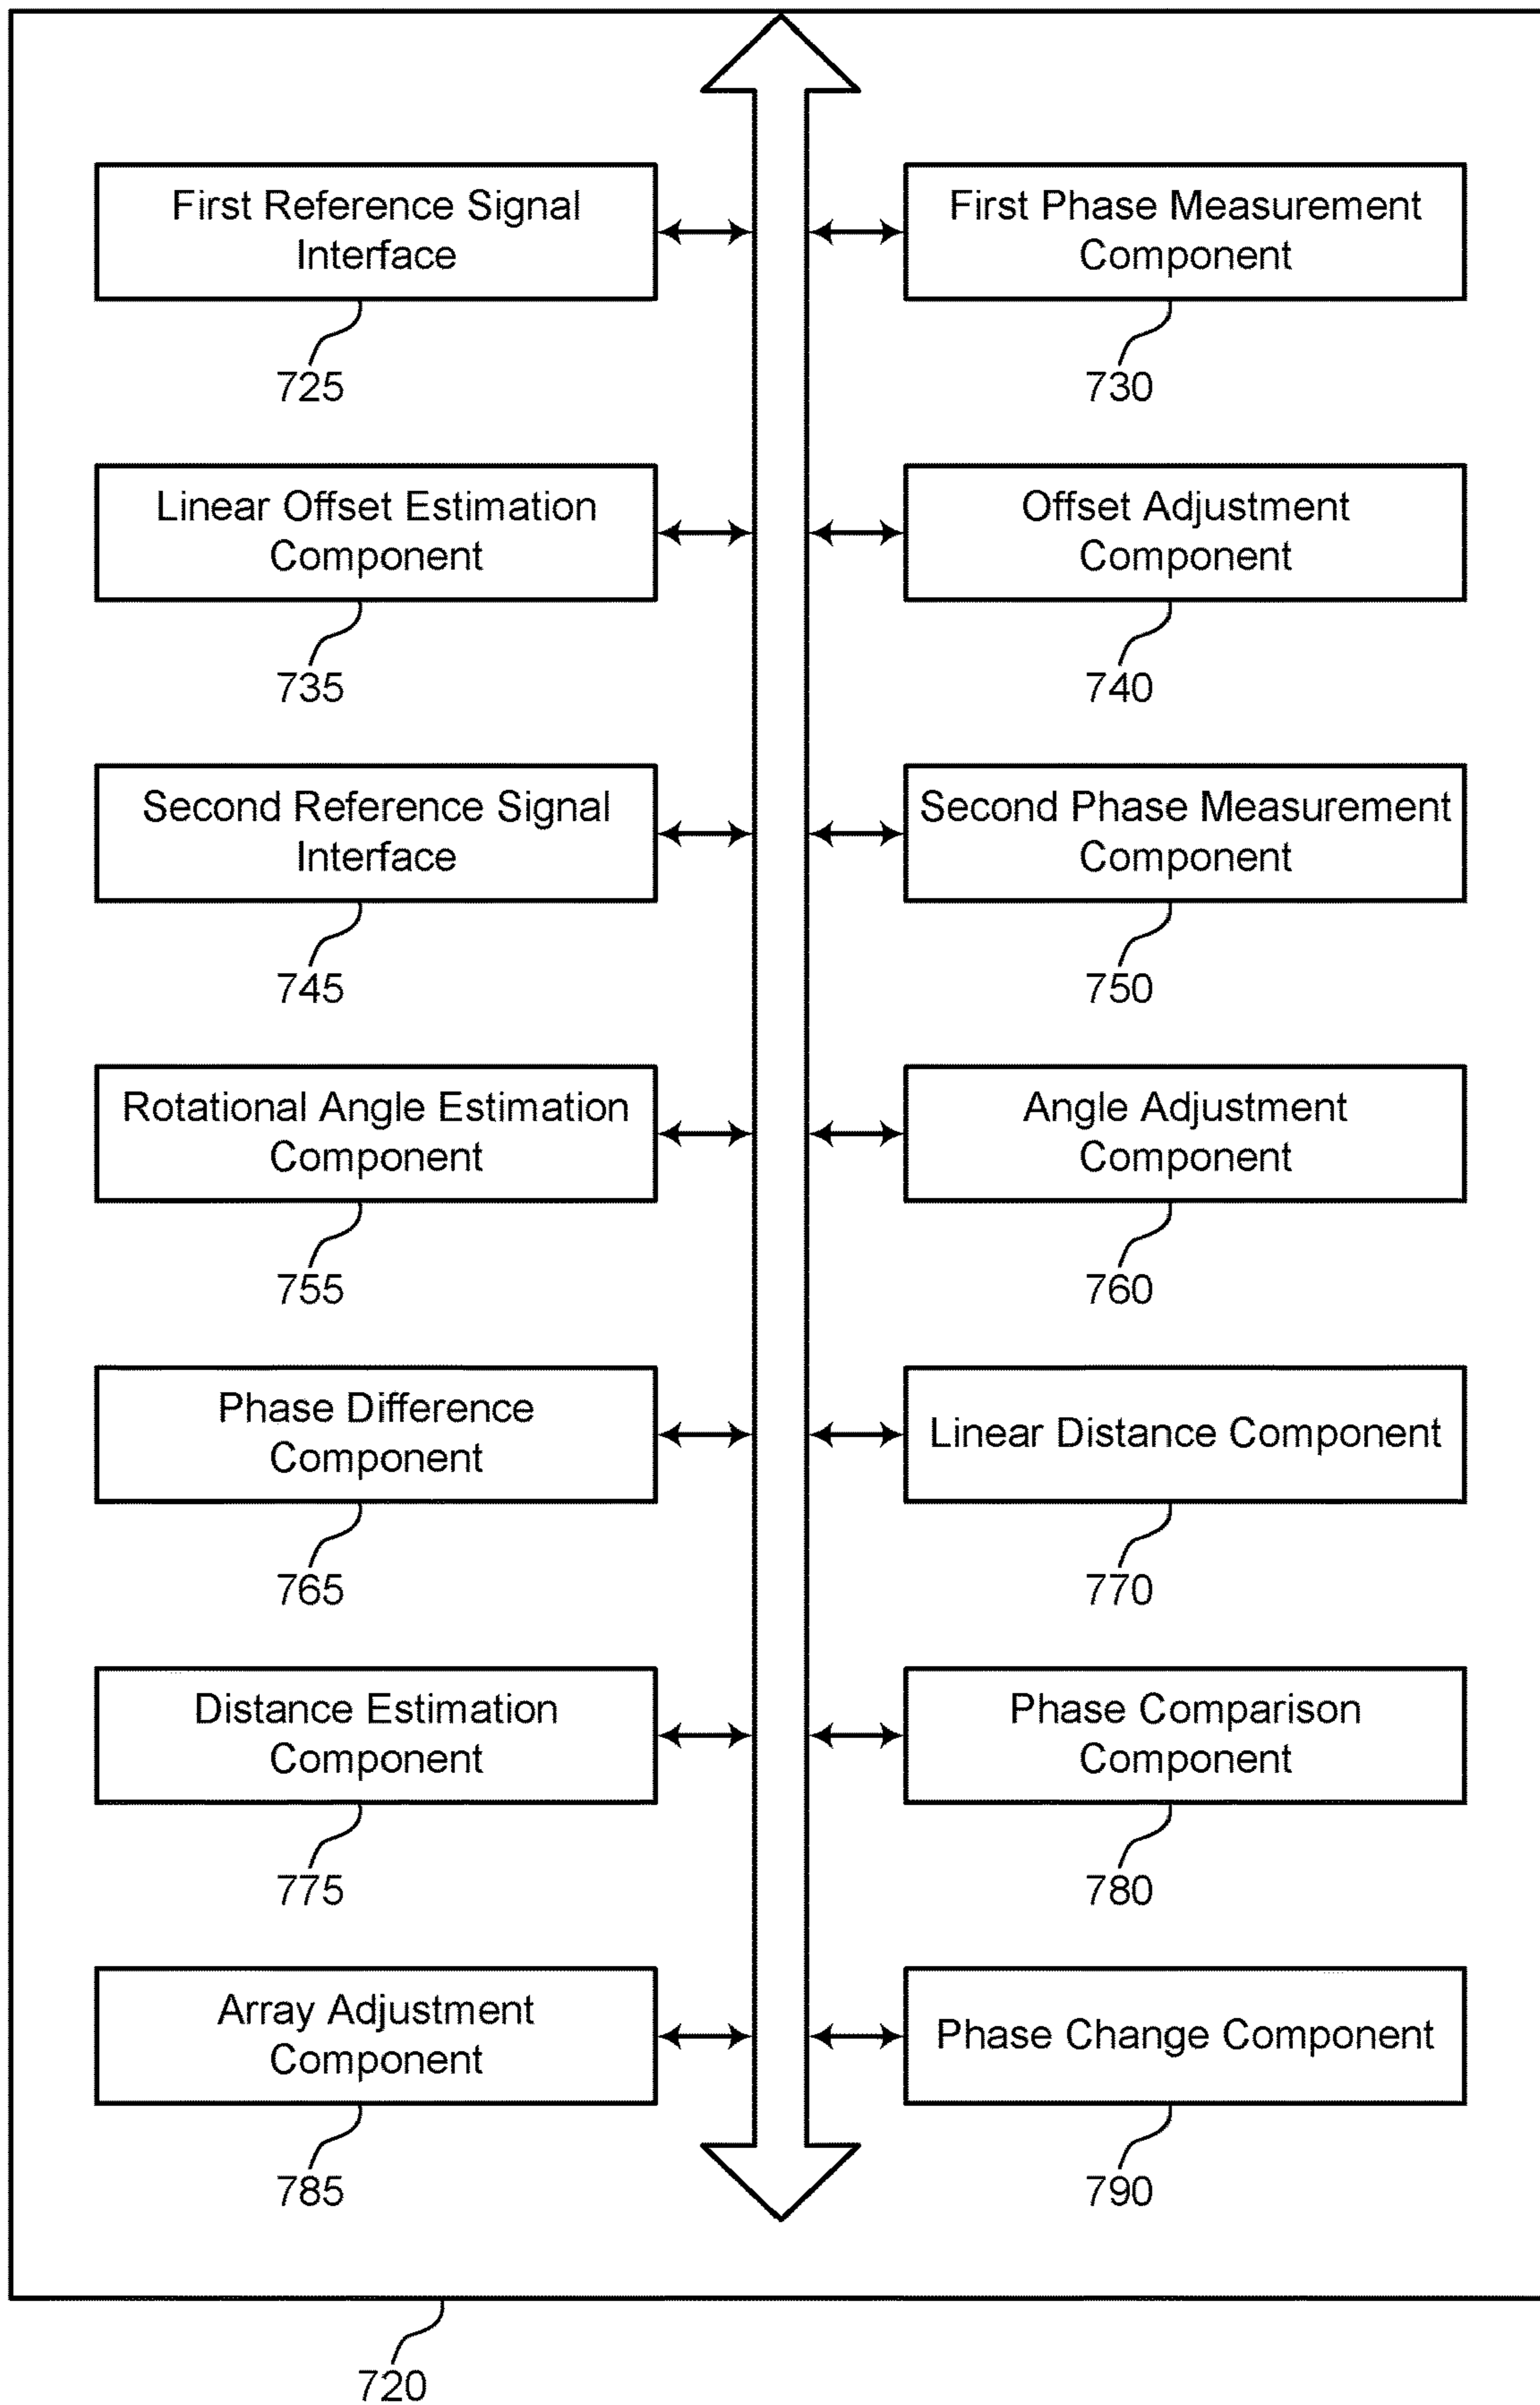 First Reference Signal
Interface
725
First Phase Measurement
Component
730
Linear Offset Estimation
Component
735
Offset Adjustment
Component
740
Second Reference Signal
Interface
745
Second Phase Measurement
Component
750
Rotational Angle Estimation
Component
755
Angle Adjustment
Component
760
Phase Difference
Component
765
Linear Distance Component
770
Distance Estimation
Component
775
Phase Comparison
Component
780
Array Adjustment
Component
785
Phase Change Component
790
720